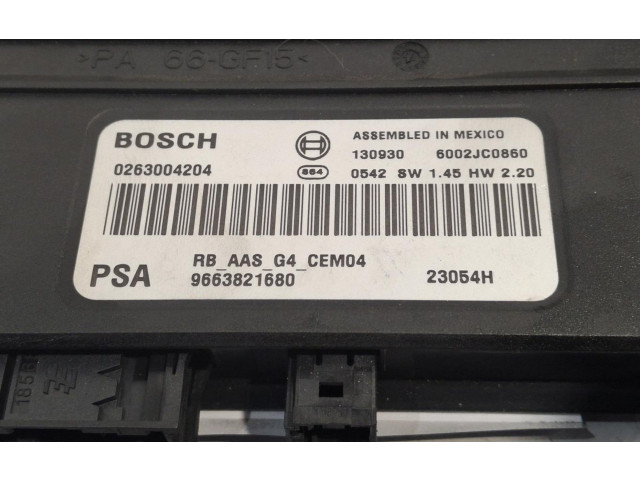 >PA 66-GF15<
BOSCH
ASSEMBLED IN MEXICO
130930 6002JC0860
0263004204
864 0542 SW 1.45 HW 2.20
RB_AAS_G4_CEM04
PSA
9663821680
23054H